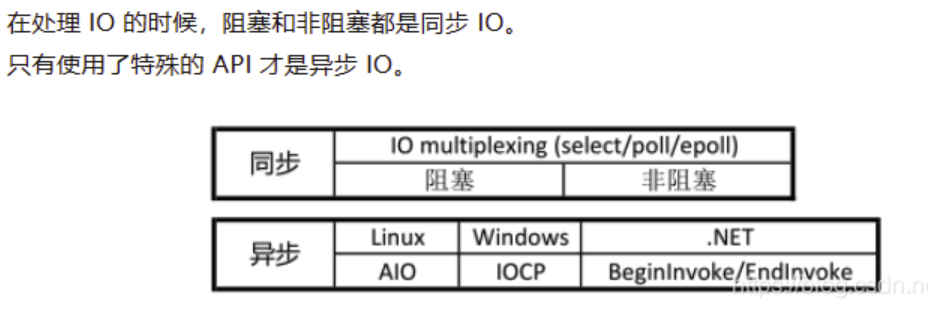 在处理 IO 的时候，阻塞和非阻塞都是同步 IO。
只有使用了特殊的 API 才是异步 IO。
同步
IO multiplexing (select/poll/epoll)
阻塞 非阻塞
异步
Linux Windows .NET
AIO IOCP BeginInvoke/EndInvoke
https://blog.csdn.ne